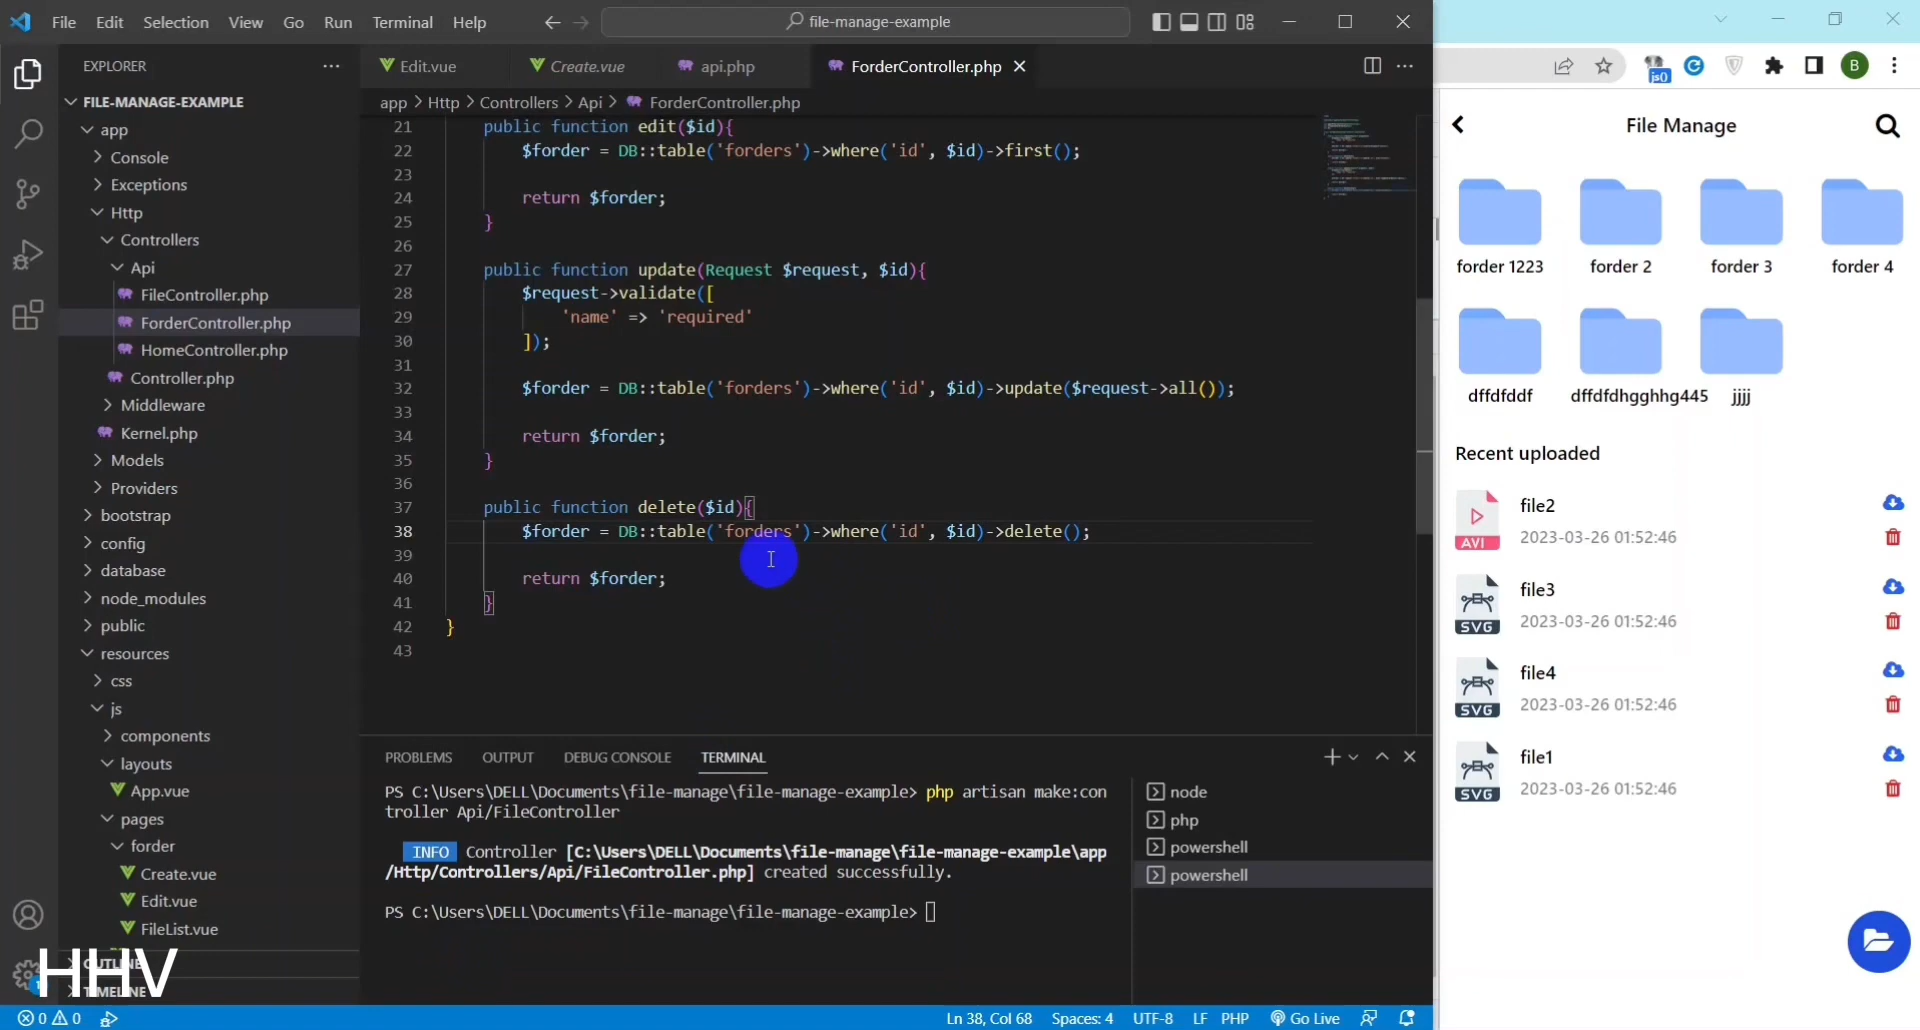 File Edit Selection View Go Run Terminal Help
file-manage-example
EXPLORER
FILE-MANAGE-EXAMPLE
app
Console
Exceptions
Http
Controllers
Api
FileController.php
ForderController.php
HomeController.php
Controller.php
Middleware
Kernel.php
Models
Providers
bootstrap
config
database
node_modules
public
resources
css
js
components
layouts
App.vue
pages
forder
Create.vue
Edit.vue
FileList.vue
OUTLINE
TIMELINE
HHV
Edit.vue Create.vue api.php ForderController.php
app > Http > Controllers > Api > ForderController.php
21 public function edit($id){
22 $forder = DB::table('forders')->where('id', $id)->first();
23
24 return $forder;
25 }
26
27 public function update(Request $request, $id){
28 $request->validate([
29 'name' => 'required'
30 ]);
31
32 $forder = DB::table('forders')->where('id', $id)->update($request->all());
33
34 return $forder;
35 }
36
37 public function delete($id){
38 $forder = DB::table('forders')->where('id', $id)->delete();
39
40 return $forder;
41 }
42 }
43
PROBLEMS OUTPUT DEBUG CONSOLE TERMINAL
PS C:\Users\DELL\Documents\file-manage\file-manage-example> php artisan make:con
troller Api/FileController
INFO Controller [C:\Users\DELL\Documents\file-manage\file-manage-example\app
/Http/Controllers/Api/FileController.php] created successfully.
PS C:\Users\DELL\Documents\file-manage\file-manage-example>
node
php
powershell
powershell
0 0
Ln 38, Col 68 Spaces: 4 UTF-8 LF PHP Go Live
js()
B
File Manage
forder 1223 forder 2 forder 3 forder 4
dffdfddf dffdfdhgghhg445 jjjj
Recent uploaded
AVI
file2
2023-03-26 01:52:46
SVG
file3
2023-03-26 01:52:46
SVG
file4
2023-03-26 01:52:46
SVG
file1
2023-03-26 01:52:46